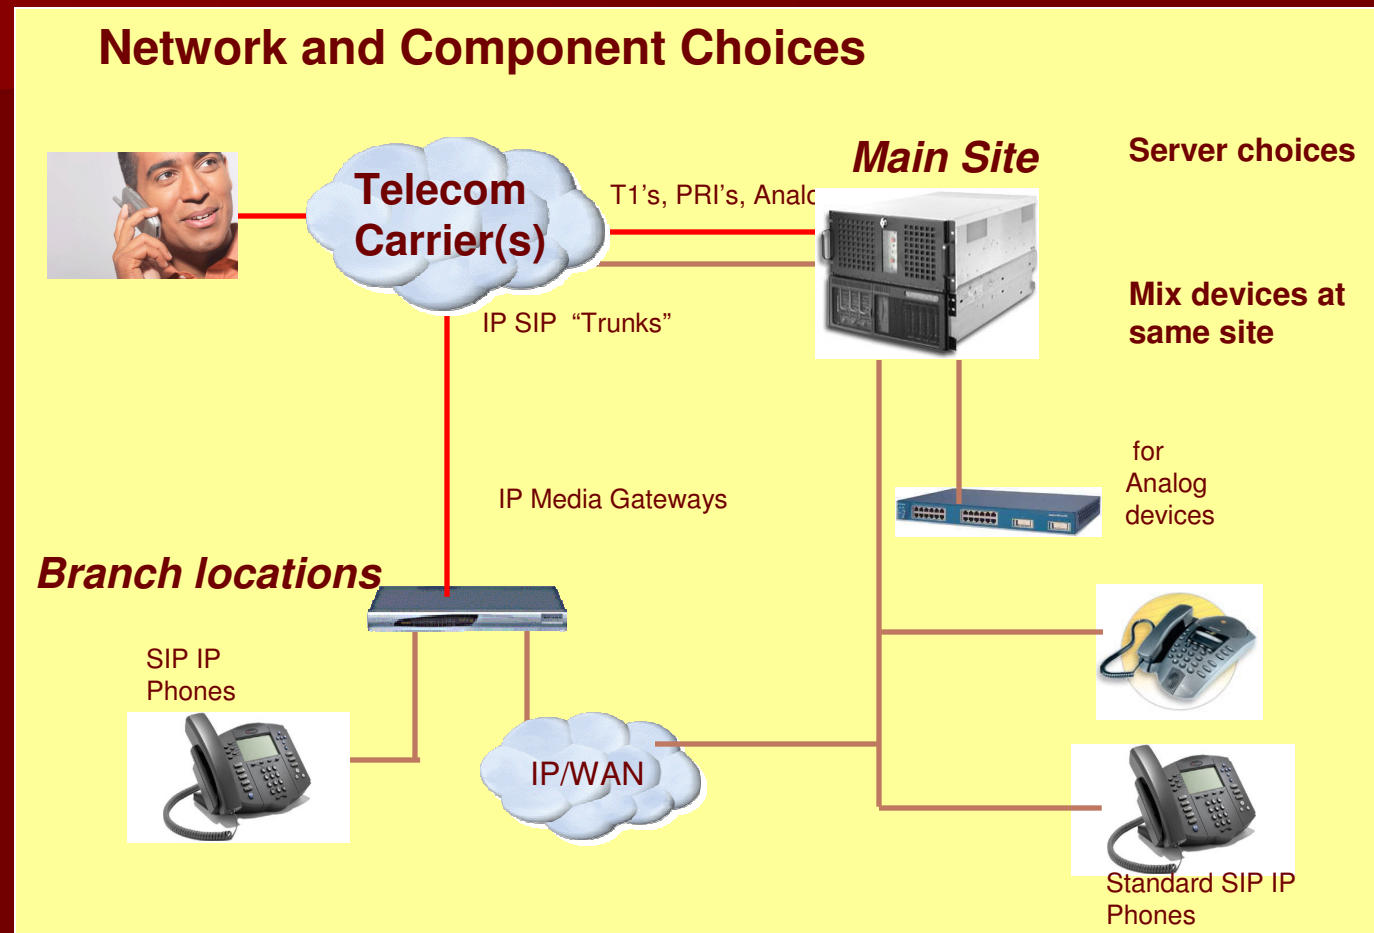 Network and Component Choices
Telecom
Carrier(s)
T1's, PRI's, Analo
Main Site
Server choices
IP SIP “Trunks”
Mix devices at
same site
IP Media Gateways
for
Analog
devices
Branch locations
SIP IP
Phones
IP/WAN
Standard SIP IP
Phones